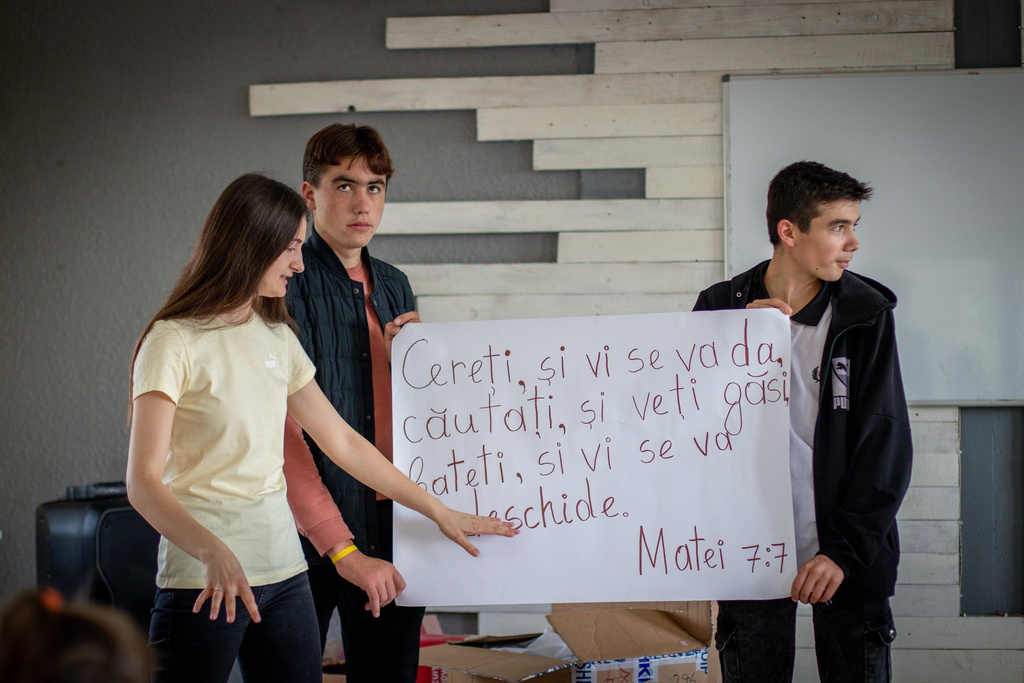 Cereți, și vi se va da,
căutați, și veți găsi,
bateți, și vi se va
deschide.
Matei 7:7